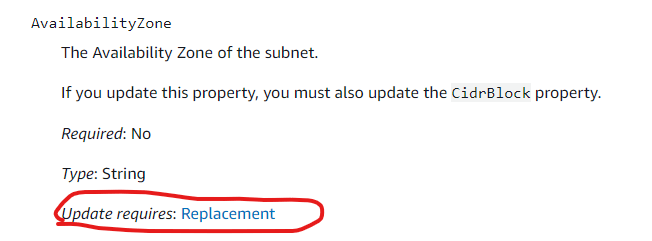 AvailabilityZone
The Availability Zone of the subnet.
If you update this property, you must also update the CidrBlock property.
Required: No
Type: String
Update requires: Replacement